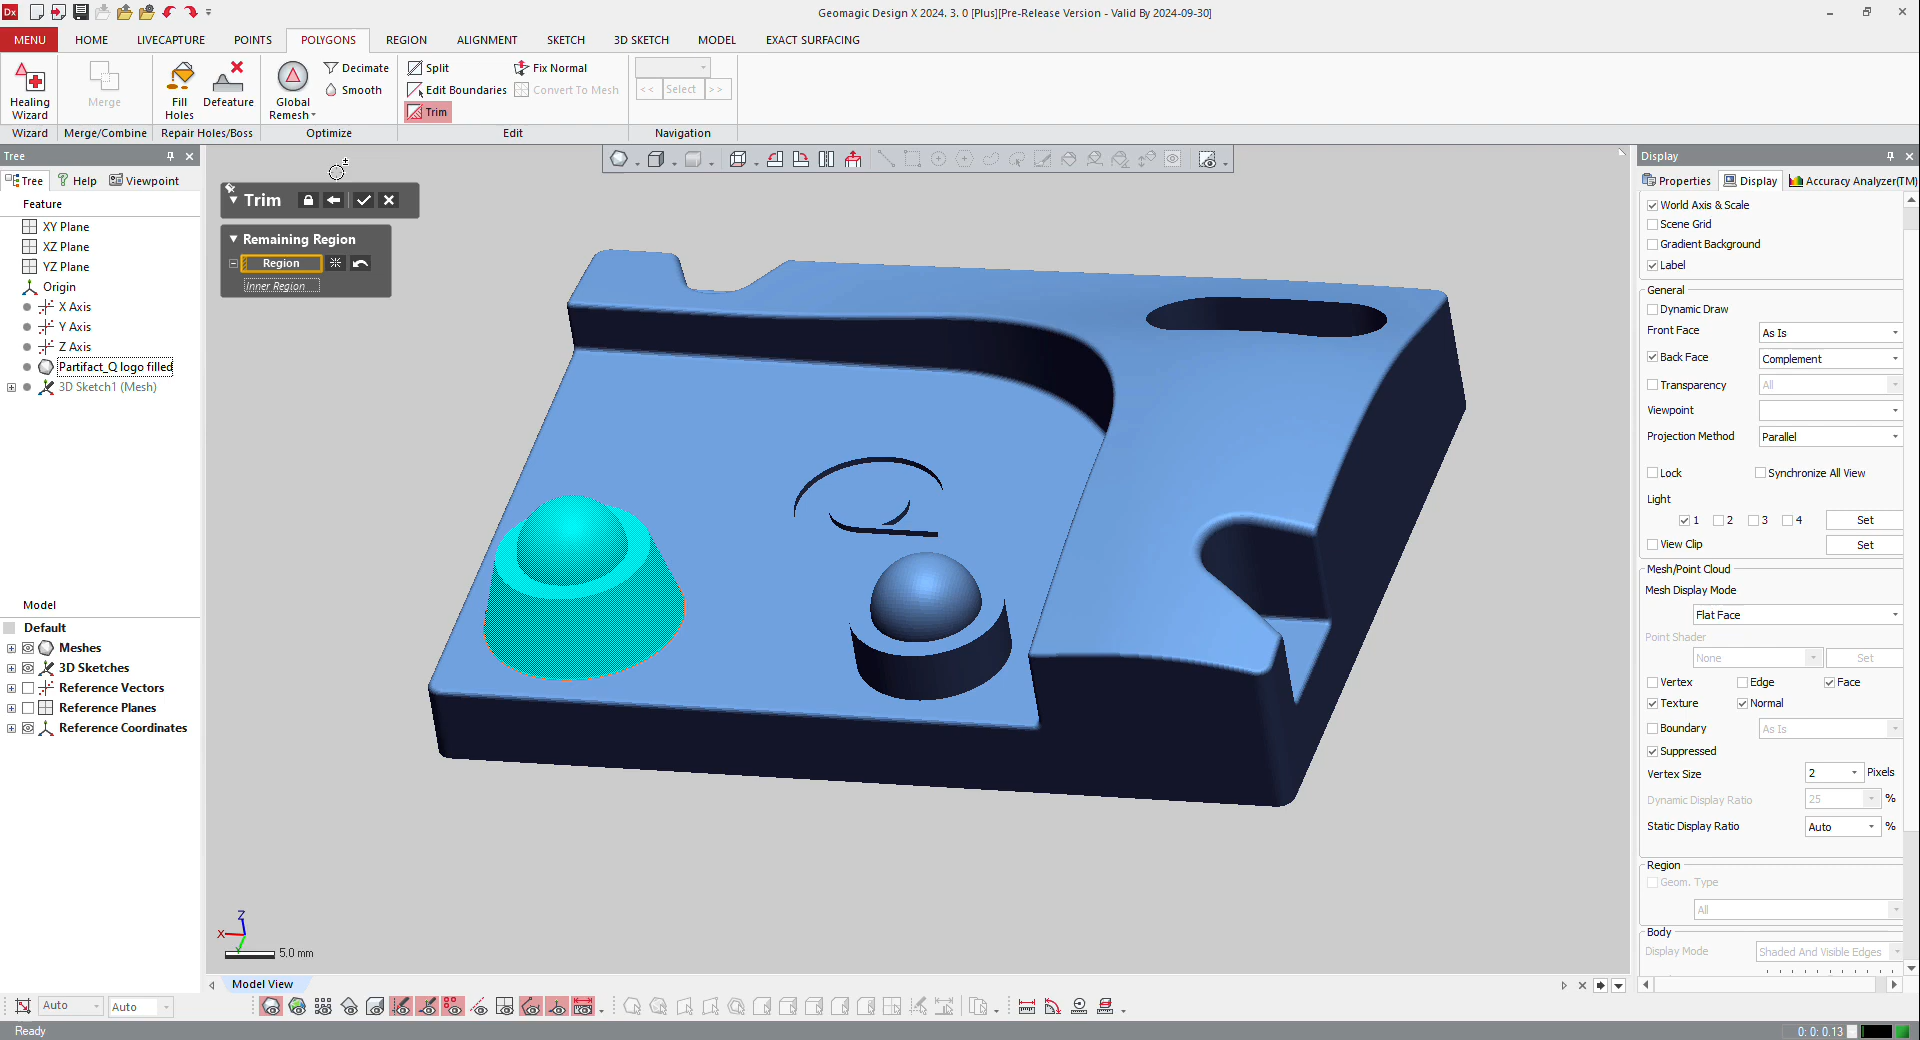 Dx
Geomagic Design X 2024. 3. 0 [Plus][Pre-Release Version - Valid By 2024-09-30]
MENU HOME LIVECAPTURE POINTS POLYGONS REGION ALIGNMENT SKETCH 3D SKETCH MODEL EXACT SURFACING
Healing Wizard
Merge
Fill Holes
Defeature
Global Remesh
Decimate
Smooth
Split
Edit Boundaries
Trim
Fix Normal
Convert To Mesh
<< Select >>
Wizard Merge/Combine Repair Holes/Boss Optimize Edit Navigation
Tree
Tree Help Viewpoint
Feature
XY Plane
XZ Plane
YZ Plane
Origin
X Axis
Y Axis
Z Axis
Partifact_Q logo filled
3D Sketch1 (Mesh)
Model
Default
Meshes
3D Sketches
Reference Vectors
Reference Planes
Reference Coordinates
Trim
Remaining Region
Region
Inner Region
Z
X
Y
5.0 mm
Model View
Display
Properties Display Accuracy Analyzer(TM)
World Axis & Scale
Scene Grid
Gradient Background
Label
General
Dynamic Draw
Front Face As Is
Back Face Complement
Transparency All
Viewpoint
Projection Method Parallel
Lock Synchronize All View
Light
1 2 3 4 Set
View Clip Set
Mesh/Point Cloud
Mesh Display Mode
Flat Face
Point Shader
None Set
Vertex Edge Face
Texture Normal
Boundary As Is
Suppressed
Vertex Size 2 Pixels
Dynamic Display Ratio 25 %
Static Display Ratio Auto %
Region
Geom. Type
All
Body
Display Mode Shaded And Visible Edges
Auto Auto
Ready
0: 0: 0.13